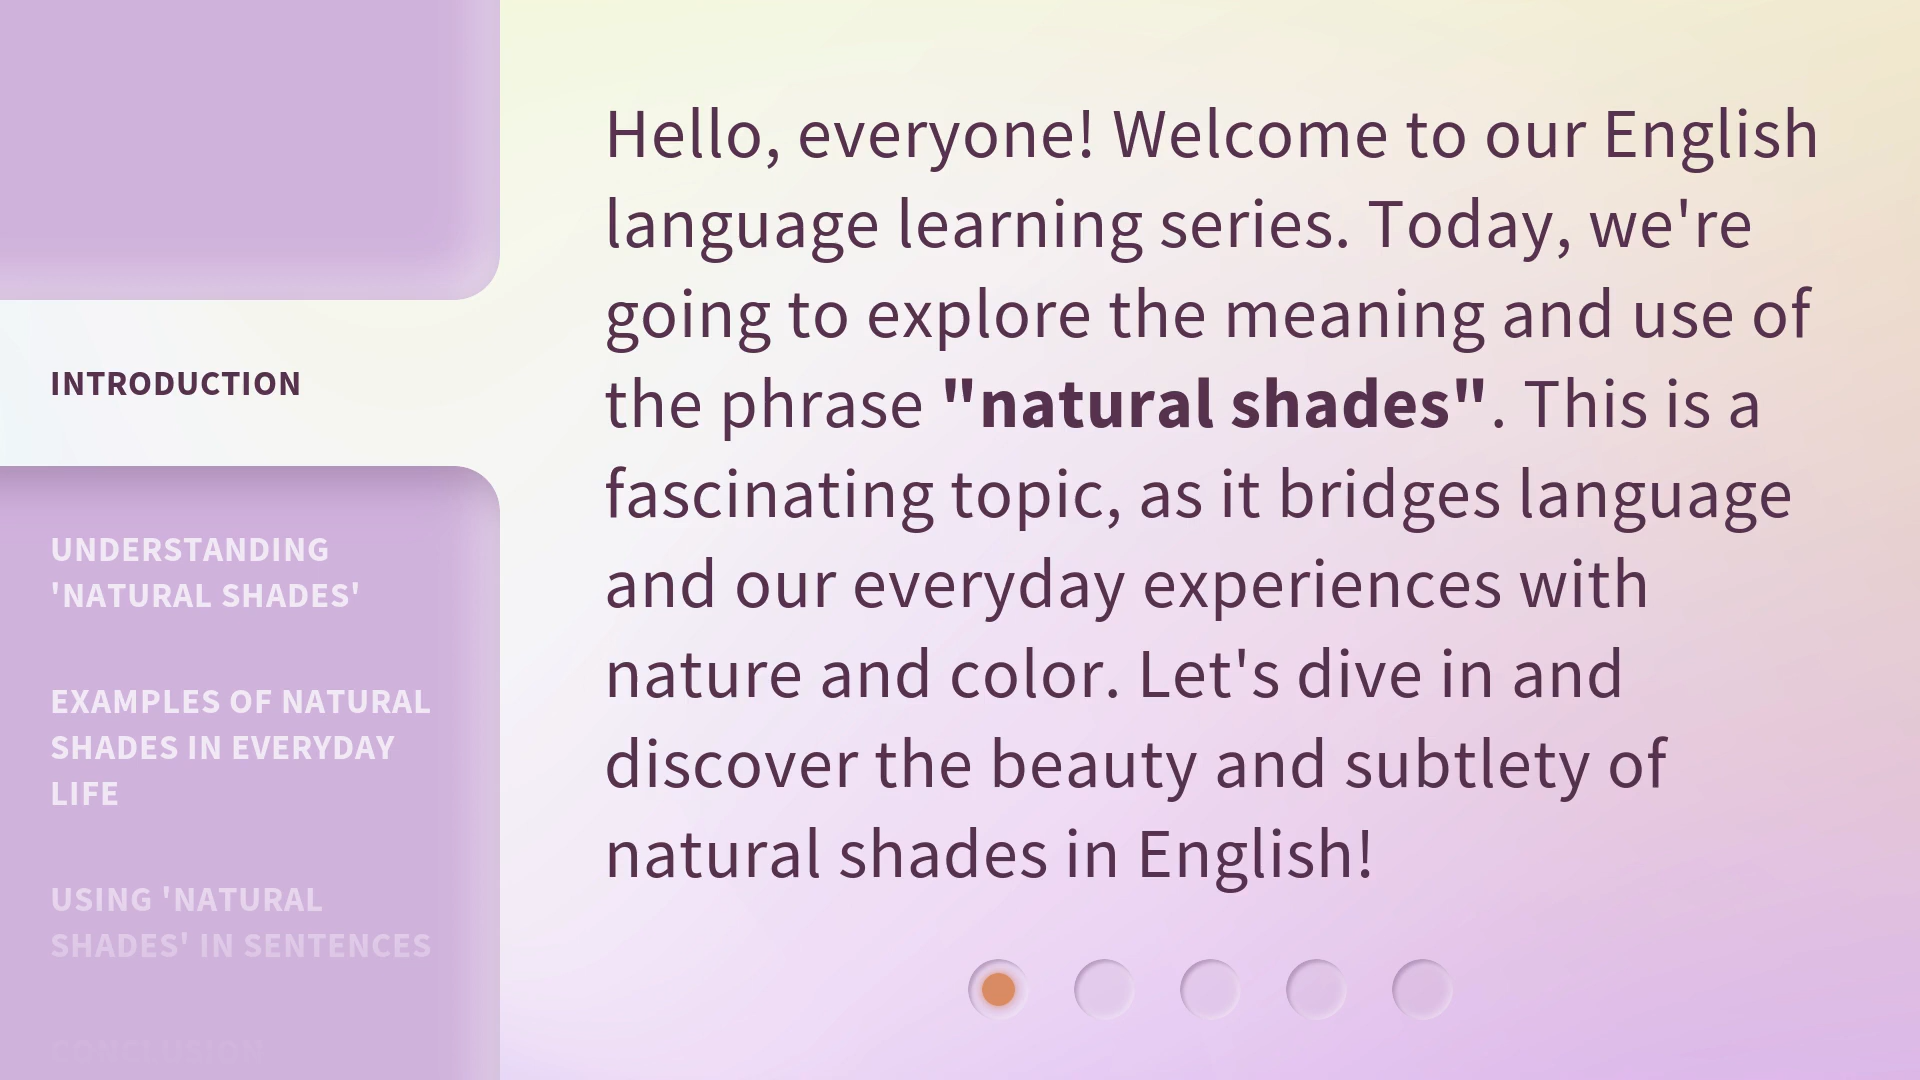 INTRODUCTION
UNDERSTANDING
'NATURAL SHADES'
EXAMPLES OF NATURAL
SHADES IN EVERYDAY
LIFE
USING 'NATURAL
SHADES' IN SENTENCES
CONCLUSION
Hello, everyone! Welcome to our English
language learning series. Today, we're
going to explore the meaning and use of
the phrase "natural shades". This is a
fascinating topic, as it bridges language
and our everyday experiences with
nature and color. Let's dive in and
discover the beauty and subtlety of
natural shades in English!